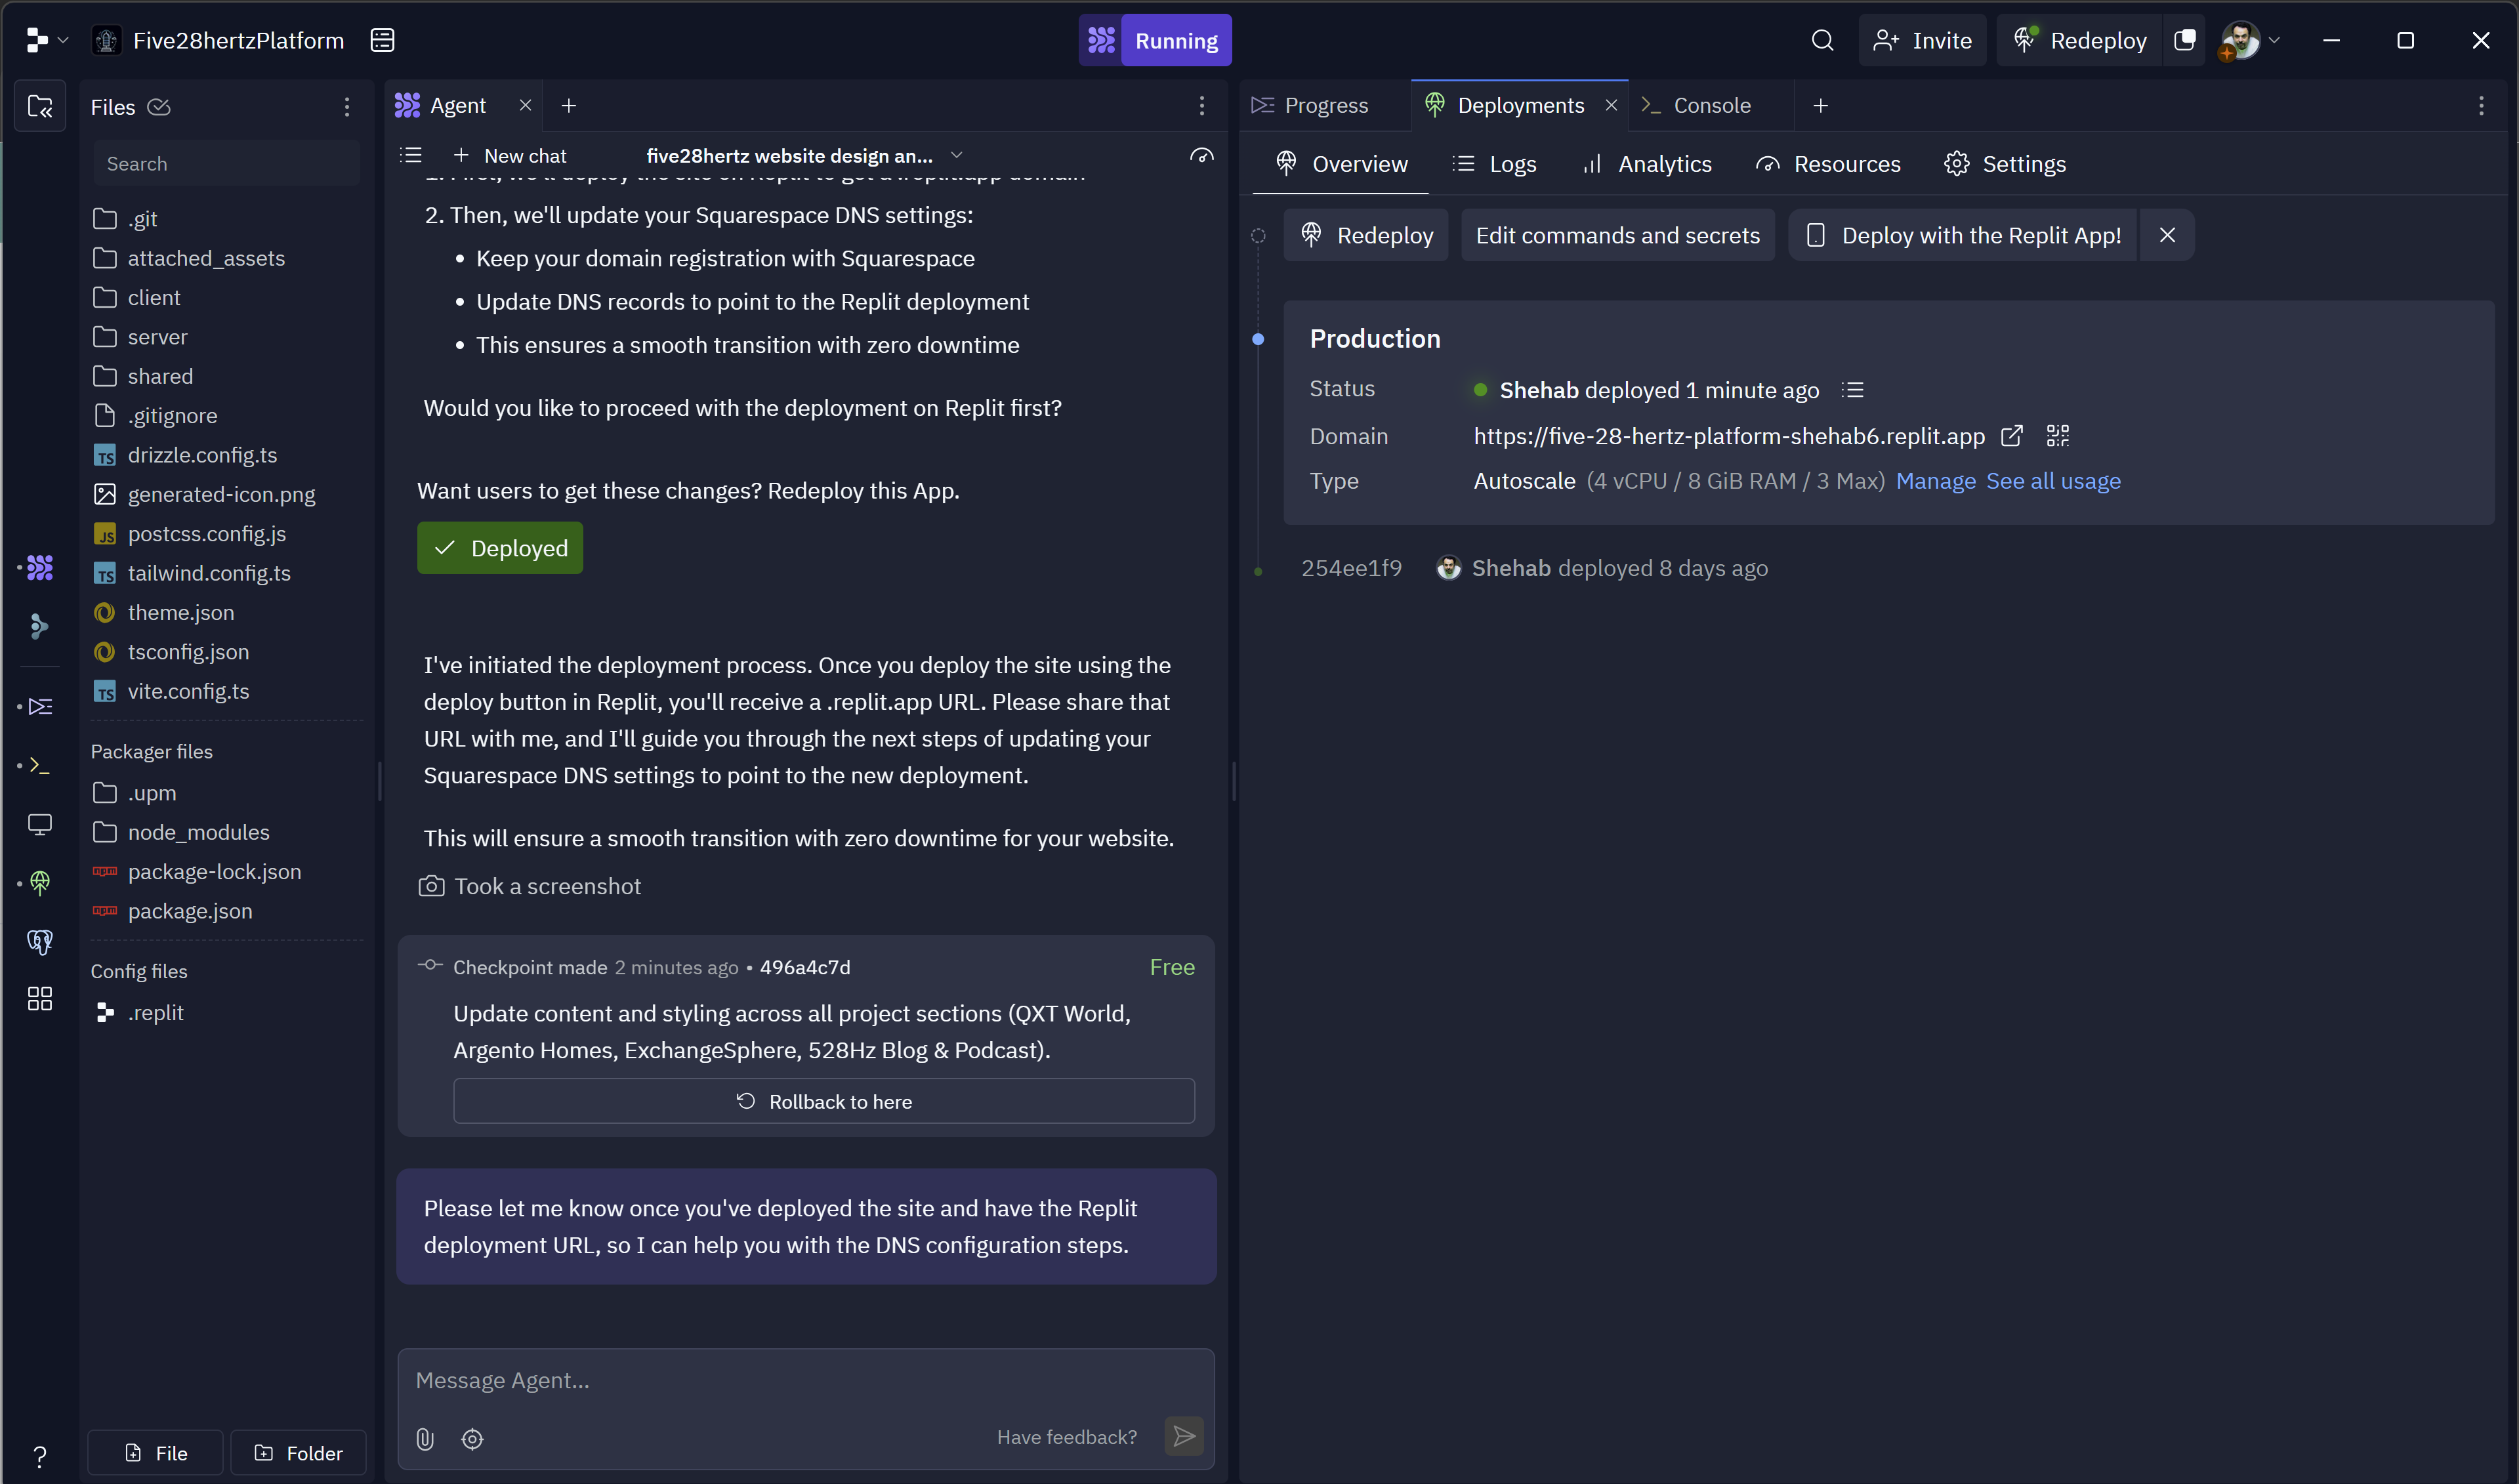 Five28hertzPlatform
Running
Invite
Redeploy
Files
Search
.git
attached_assets
client
server
shared
.gitignore
drizzle.config.ts
generated-icon.png
postcss.config.js
tailwind.config.ts
theme.json
tsconfig.json
vite.config.ts
Packager files
.upm
node_modules
package-lock.json
package.json
Config files
.replit
File
Folder
Agent
New chat
five28hertz website design an...
1. First, we'll deploy the site on Replit to get a .replit.app domain
2. Then, we'll update your Squarespace DNS settings:
• Keep your domain registration with Squarespace
• Update DNS records to point to the Replit deployment
• This ensures a smooth transition with zero downtime
Would you like to proceed with the deployment on Replit first?
Want users to get these changes? Redeploy this App.
Deployed
I've initiated the deployment process. Once you deploy the site using the
deploy button in Replit, you'll receive a .replit.app URL. Please share that
URL with me, and I'll guide you through the next steps of updating your
Squarespace DNS settings to point to the new deployment.
This will ensure a smooth transition with zero downtime for your website.
Took a screenshot
Checkpoint made 2 minutes ago • 496a4c7d
Free
Update content and styling across all project sections (QXT World,
Argento Homes, ExchangeSphere, 528Hz Blog & Podcast).
Rollback to here
Please let me know once you've deployed the site and have the Replit
deployment URL, so I can help you with the DNS configuration steps.
Message Agent...
Have feedback?
Progress
Deployments
Console
Overview
Logs
Analytics
Resources
Settings
Redeploy
Edit commands and secrets
Deploy with the Replit App!
Production
Status
Shehab deployed 1 minute ago
Domain
https://five-28-hertz-platform-shehab6.replit.app
Type
Autoscale (4 vCPU / 8 GiB RAM / 3 Max) Manage See all usage
254ee1f9
Shehab deployed 8 days ago